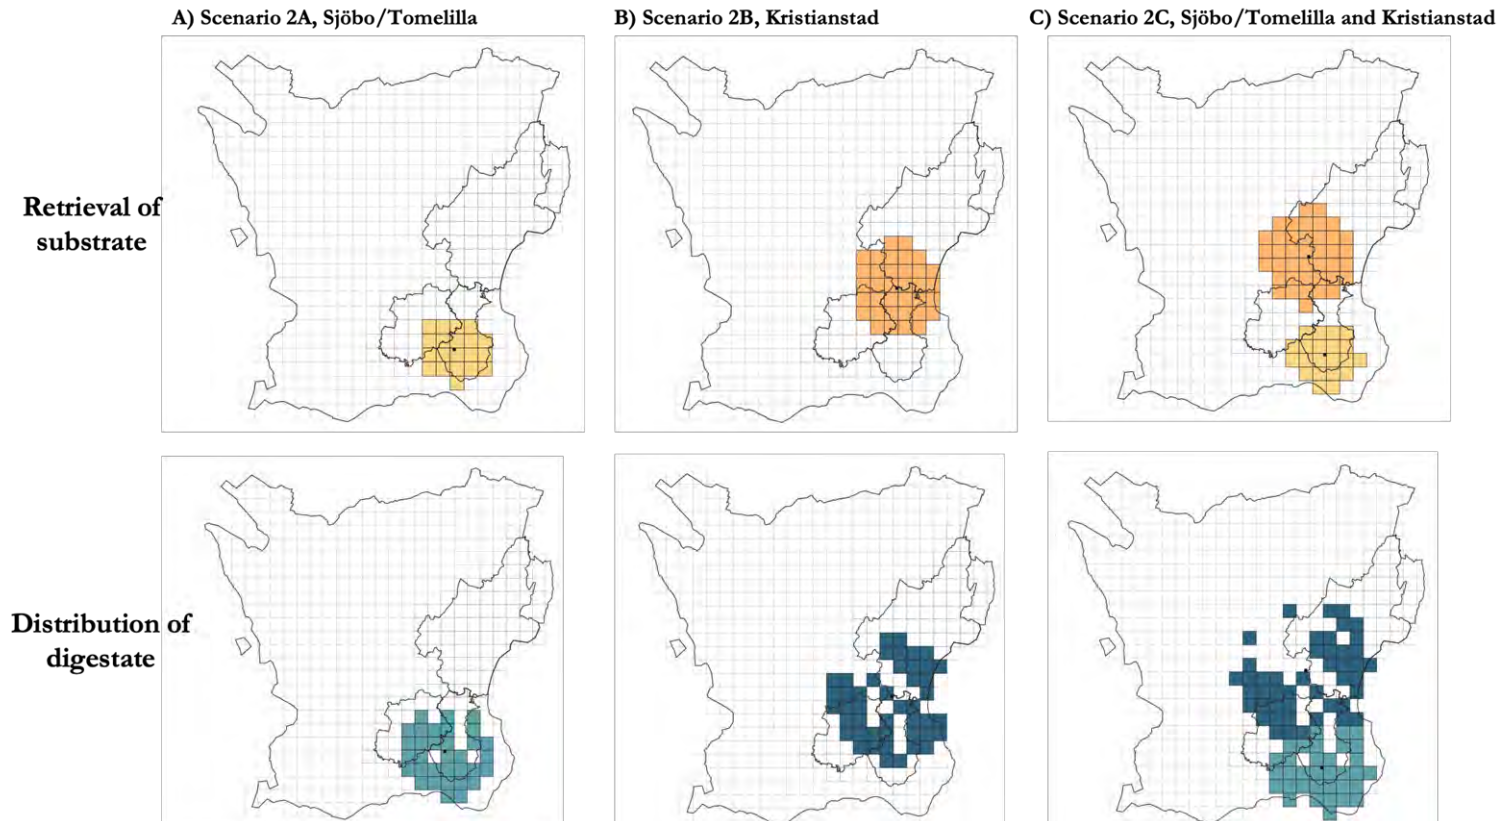 A) Scenario 2A, Sjöbo/Tomelilla
B) Scenario 2B, Kristianstad
C) Scenario 2C, Sjöbo/Tomelilla and Kristianstad
Retrieval of
substrate
Distribution of
digestate